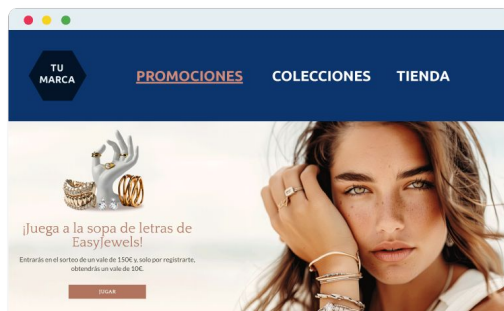 TU
MARCA
PROMOCIONES
COLECCIONES
TIENDA
¡Juega a la sopa de letras de
EasyJewels!
Entrarás en el sorteo de un vale de 150€ y, solo por registrarte,
obtendrás un vale de 10€.
JUGAR